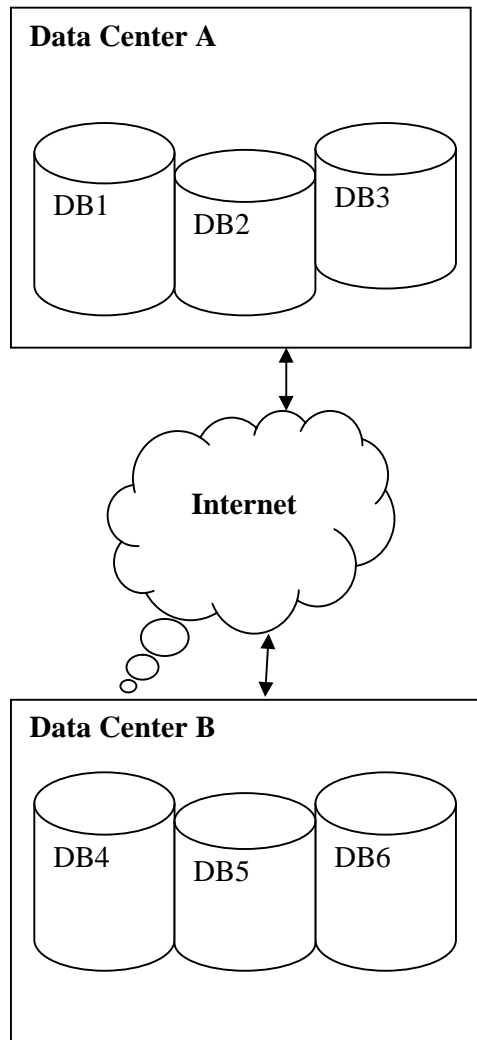 Data Center A
DB1
DB2
DB3
Internet
Data Center B
DB4
DB5
DB6